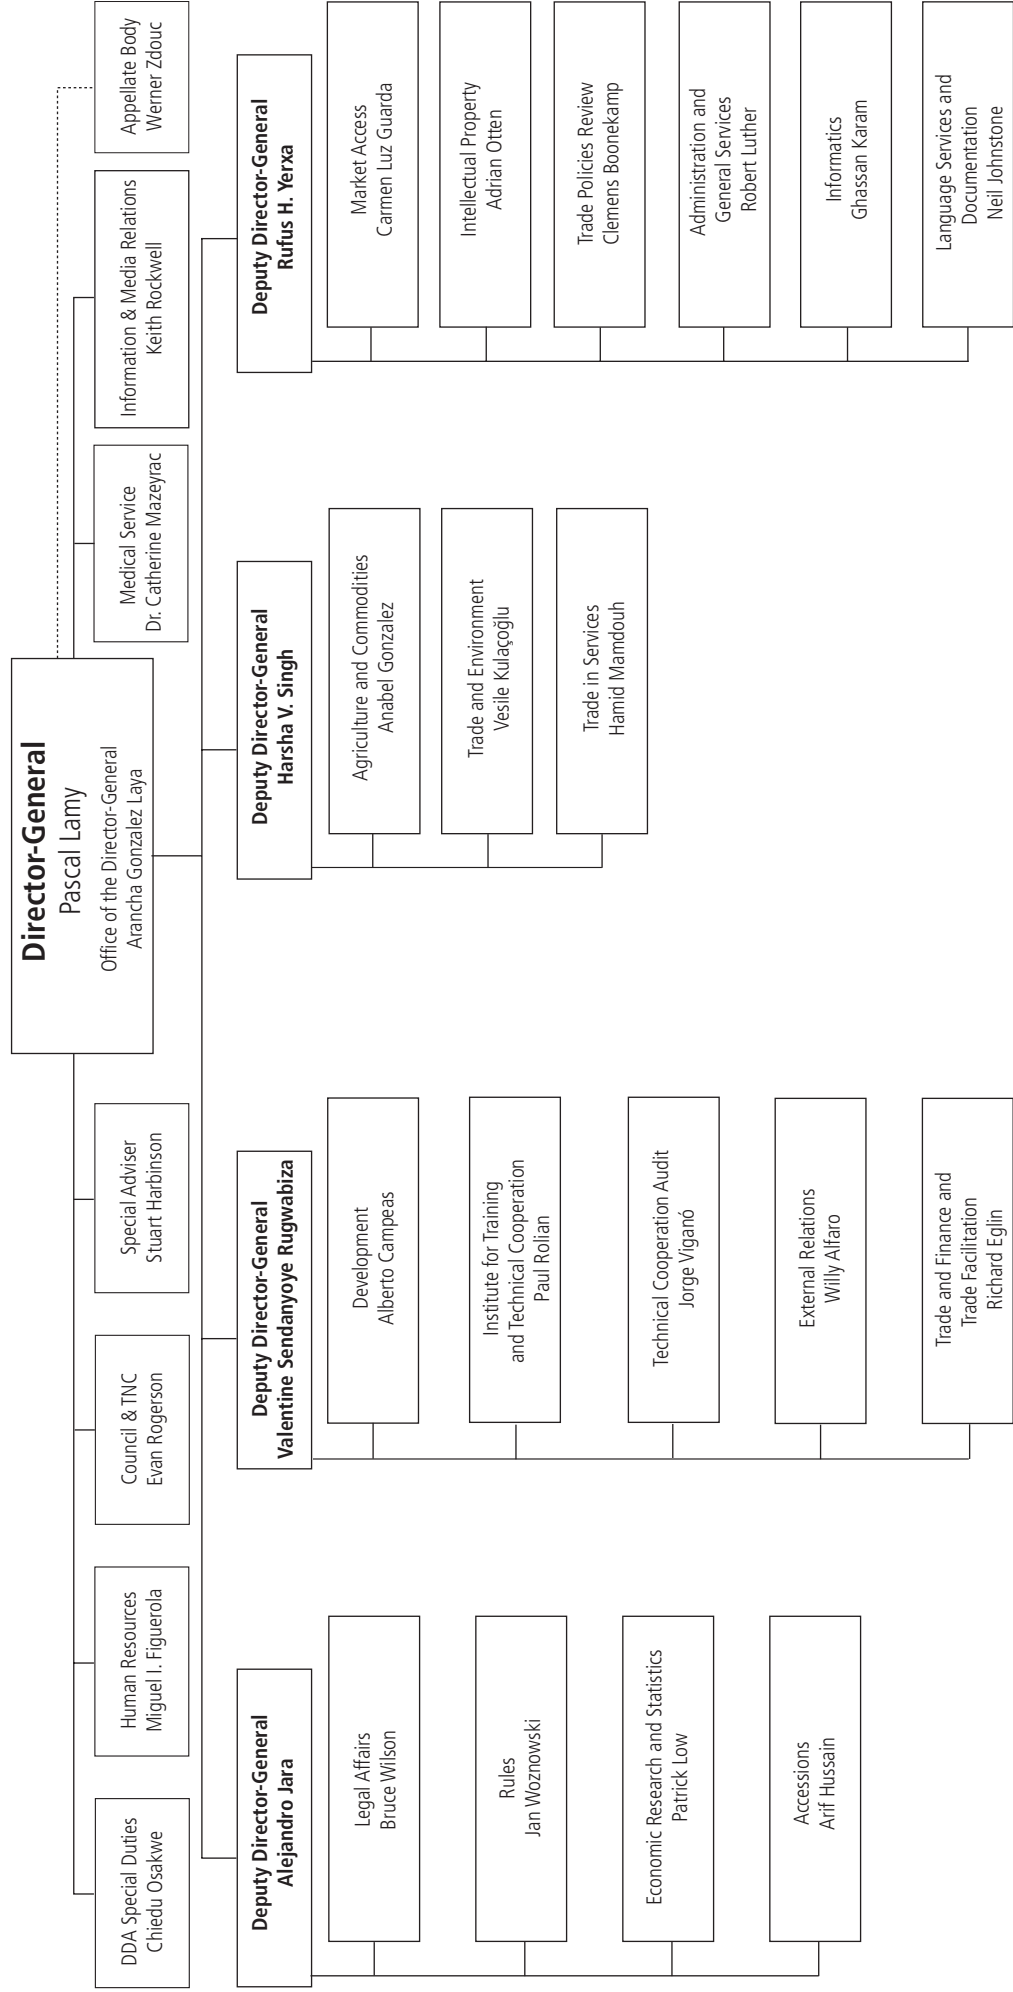 Director-General
Pascal Lamy
Office of the Director-General
Arancha Gonzalez Laya
DDA Special Duties
Chiedu Osakwe
Human Resources
Miguel I. Figuerola
Council & TNC
Evan Rogerson
Special Adviser
Stuart Harbinson
Medical Service
Dr. Catherine Mazeyrac
Information & Media Relations
Keith Rockwell
Appellate Body
Werner Zdouc
Deputy Director-General
Alejandro Jara
Legal Affairs
Bruce Wilson
Rules
Jan Woznowski
Economic Research and Statistics
Patrick Low
Accessions
Arif Hussain
Deputy Director-General
Valentine Sendanyoye Rugwabiza
Development
Alberto Campeas
Institute for Training
and Technical Cooperation
Paul Rolian
Technical Cooperation Audit
Jorge Viganó
External Relations
Willy Alfaro
Trade and Finance and
Trade Facilitation
Richard Eglin
Deputy Director-General
Harsha V. Singh
Agriculture and Commodities
Anabel Gonzalez
Trade and Environment
Vesile Kulaçoğlu
Trade in Services
Hamid Mamdouh
Deputy Director-General
Rufus H. Yerxa
Market Access
Carmen Luz Guarda
Intellectual Property
Adrian Otten
Trade Policies Review
Clemens Boonekamp
Administration and
General Services
Robert Luther
Informatics
Ghassan Karam
Language Services and
Documentation
Neil Johnstone